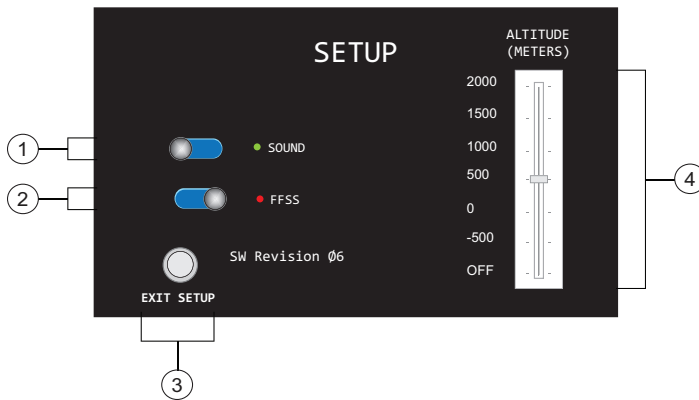 SETUP
ALTITUDE
(METERS)
2000
1500
1000
500
0
-500
OFF
1
SOUND
2
FFSS
SW Revision Ø6
EXIT SETUP
3
4